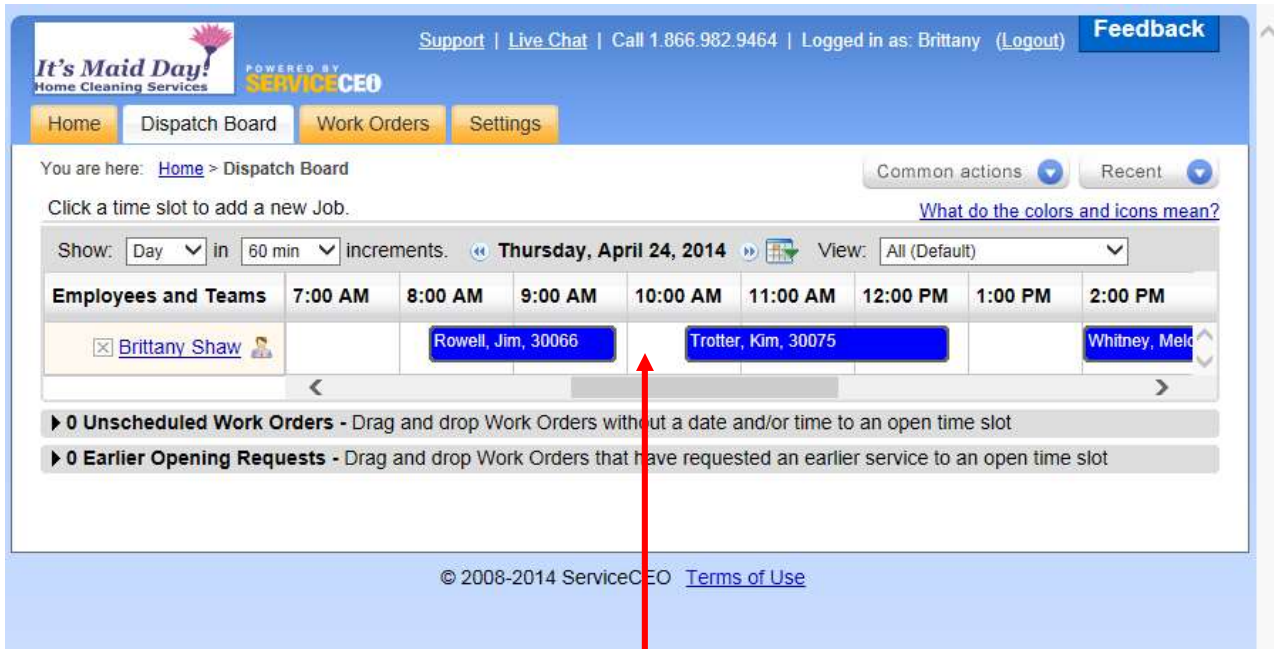 Support | Live Chat | Call 1.866.982.9464 | Logged in as: Brittany (Logout) Feedback
It's Maid Day!
Home Cleaning Services
POWERED BY
SERVICECEO
Home Dispatch Board Work Orders Settings
You are here: Home > Dispatch Board Common actions Recent
Click a time slot to add a new Job. What do the colors and icons mean?
Show: Day in 60 min increments. Thursday, April 24, 2014 View: All (Default)
Employees and Teams 7:00 AM 8:00 AM 9:00 AM 10:00 AM 11:00 AM 12:00 PM 1:00 PM 2:00 PM
Brittany Shaw Rowell, Jim, 30066 Trotter, Kim, 30075 Whitney,
0 Unscheduled Work Orders - Drag and drop Work Orders without a date and/or time to an open time slot
0 Earlier Opening Requests - Drag and drop Work Orders that have requested an earlier service to an open time slot
© 2008-2014 ServiceCEO Terms of Use